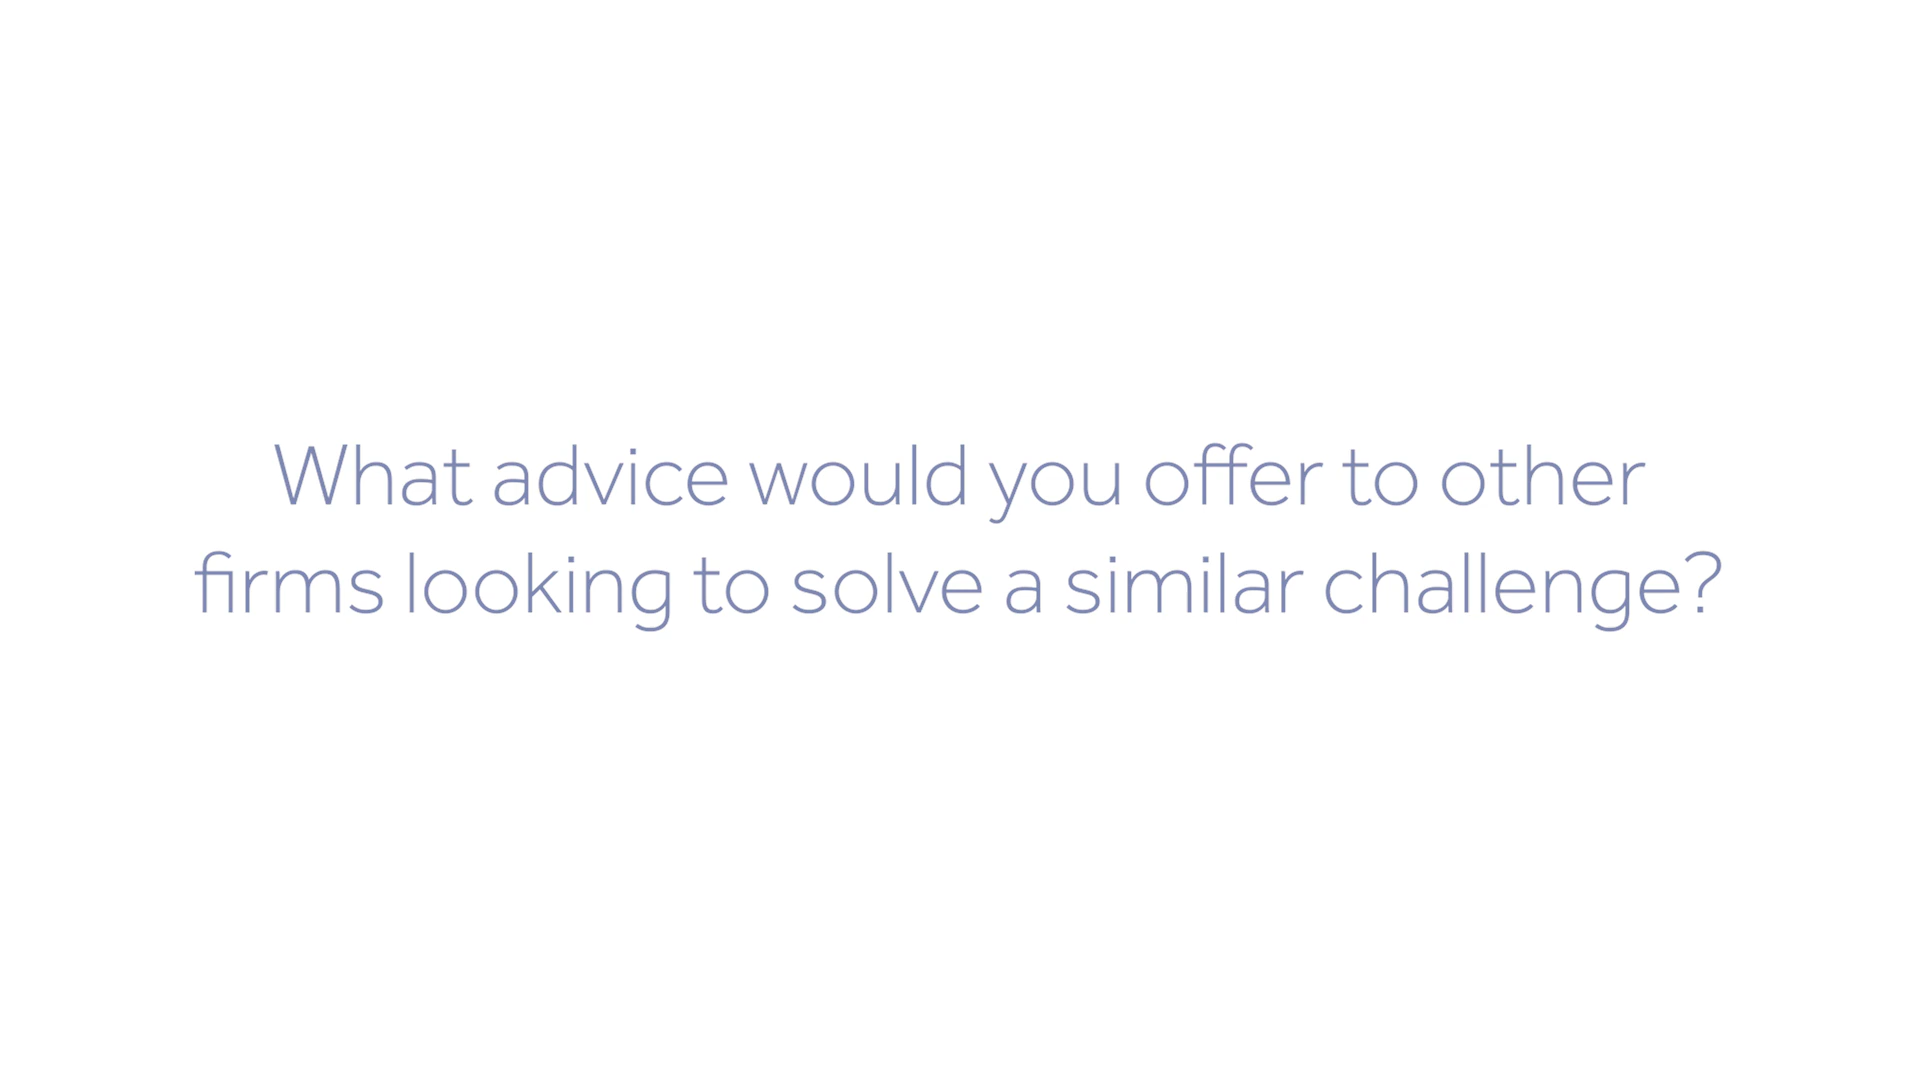 What advice would you offer to other
firms looking to solve a similar challenge?